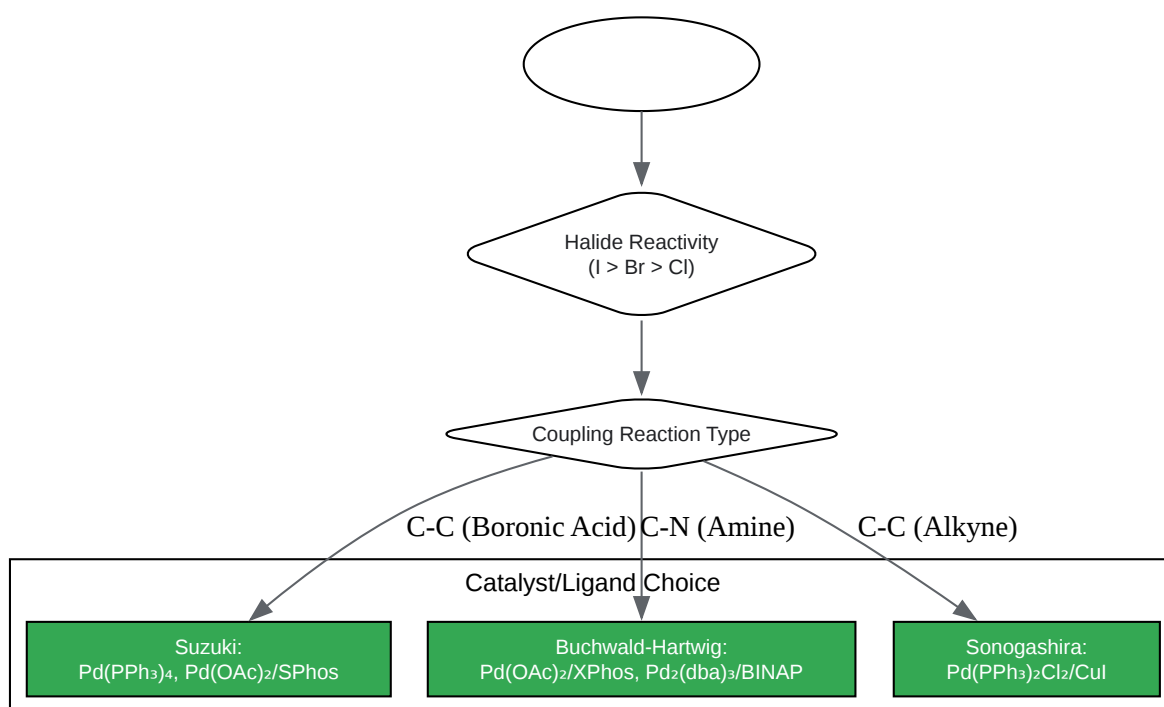 Halide Reactivity
(I > Br > Cl)
Coupling Reaction Type
C-C (Boronic Acid)
C-N (Amine)
C-C (Alkyne)
Catalyst/Ligand Choice
Suzuki:
Pd(PPh₃)₄, Pd(OAc)₂/SPhos
Buchwald-Hartwig:
Pd(OAc)₂/XPhos, Pd₂(dba)₃/BINAP
Sonogashira:
Pd(PPh₃)₂Cl₂/CuI